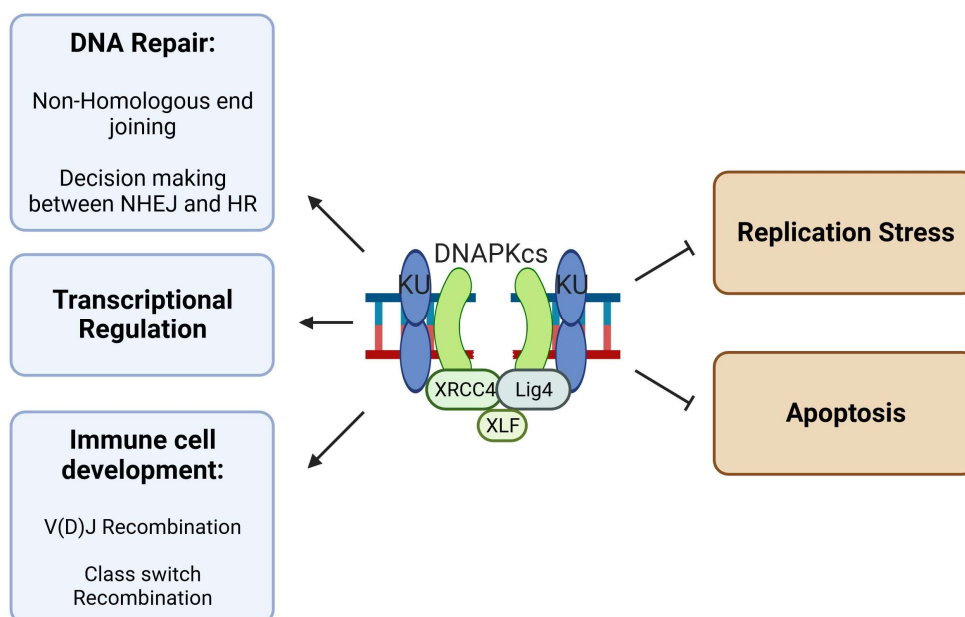 DNA Repair:
Non-Homologous end
joining
Decision making
between NHEJ and HR
Transcriptional
Regulation
Immune cell
development:
V(D)J Recombination
Class switch
Recombination
DNAPKcs
KU
KU
XRCC4
Lig4
XLF
Replication Stress
Apoptosis